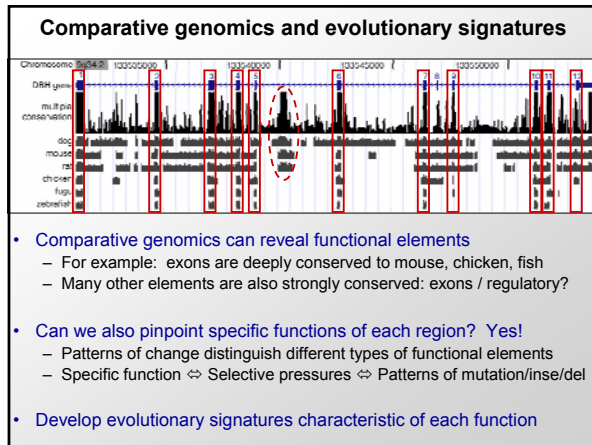 Comparative genomics and evolutionary signatures
Chromosome 9q34.2 133535000 133540000 133545000 133550000
1 2 3 4 5 6 7 8 9 10 11 12
DBH gene
multiple
conservation
dog
mouse
rat
chicken
fugu
zebrafish
• Comparative genomics can reveal functional elements
– For example: exons are deeply conserved to mouse, chicken, fish
– Many other elements are also strongly conserved: exons / regulatory?
• Can we also pinpoint specific functions of each region? Yes!
– Patterns of change distinguish different types of functional elements
– Specific function ⇔ Selective pressures ⇔ Patterns of mutation/inse/del
• Develop evolutionary signatures characteristic of each function